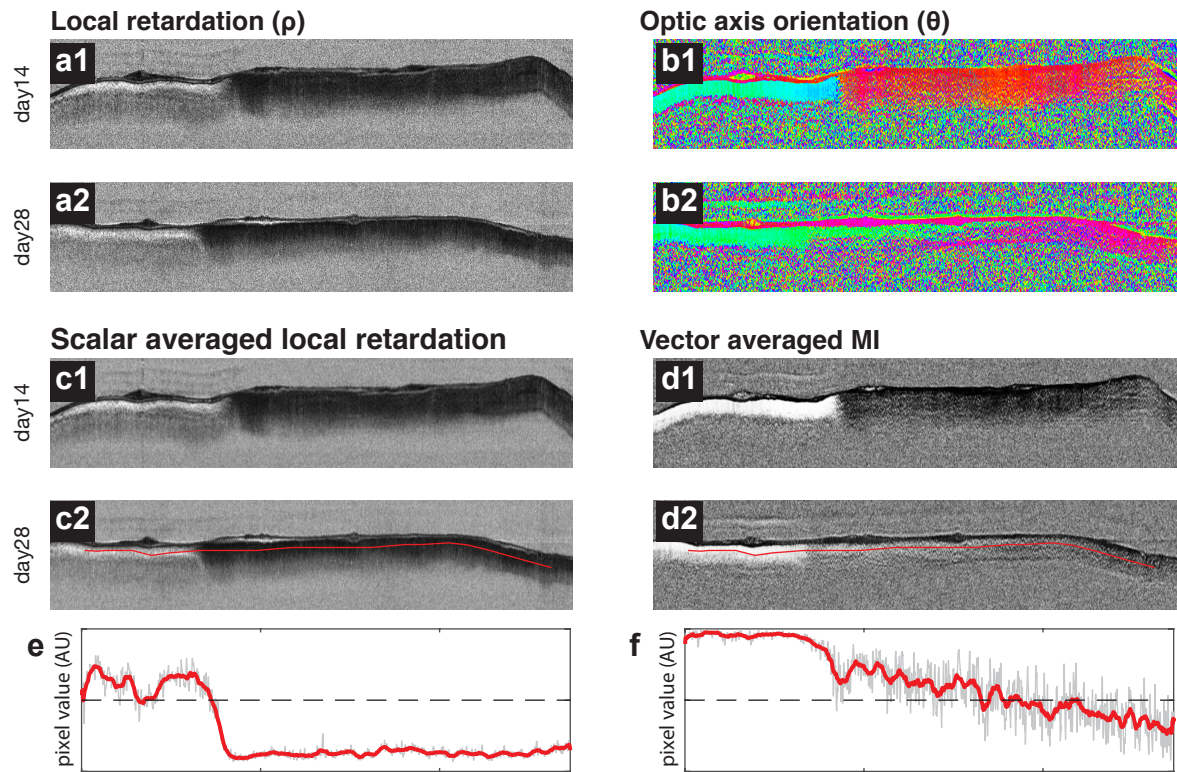 Local retardation (ρ)
Optic axis orientation (θ)
day14
a1
b1
day28
a2
b2
Scalar averaged local retardation
Vector averaged MI
day14
c1
d1
day28
c2
d2
e
pixel value (AU)
f
pixel value (AU)